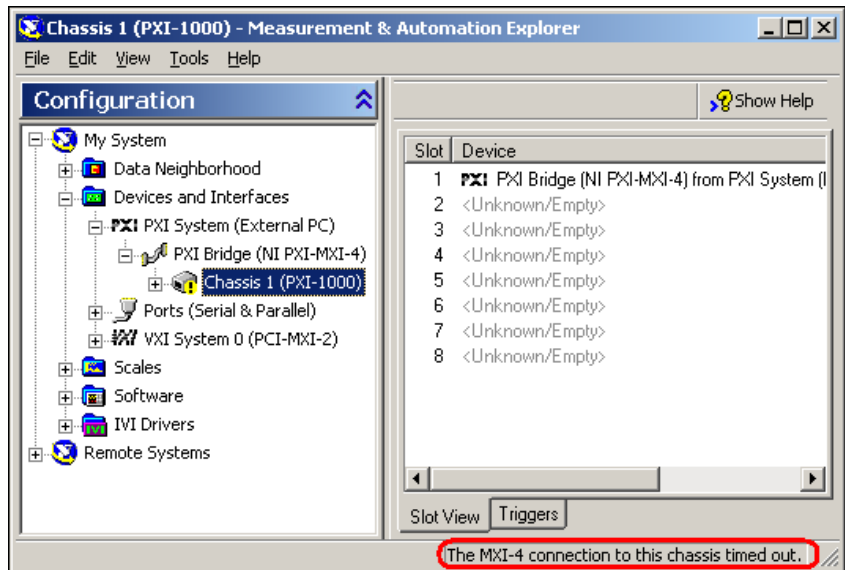 Chassis 1 (PXI-1000) - Measurement & Automation Explorer
File Edit View Tools Help
Configuration
Show Help
My System
Data Neighborhood
Devices and Interfaces
PXI PXI System (External PC)
PXI Bridge (NI PXI-MXI-4)
Chassis 1 (PXI-1000)
Ports (Serial & Parallel)
VXI VXI System 0 (PCI-MXI-2)
Scales
Software
IVI IVI Drivers
Remote Systems
Slot Device
1 PXI PXI Bridge (NI PXI-MXI-4) from PXI System (
2 <Unknown/Empty>
3 <Unknown/Empty>
4 <Unknown/Empty>
5 <Unknown/Empty>
6 <Unknown/Empty>
7 <Unknown/Empty>
8 <Unknown/Empty>
Slot View Triggers
The MXI-4 connection to this chassis timed out.